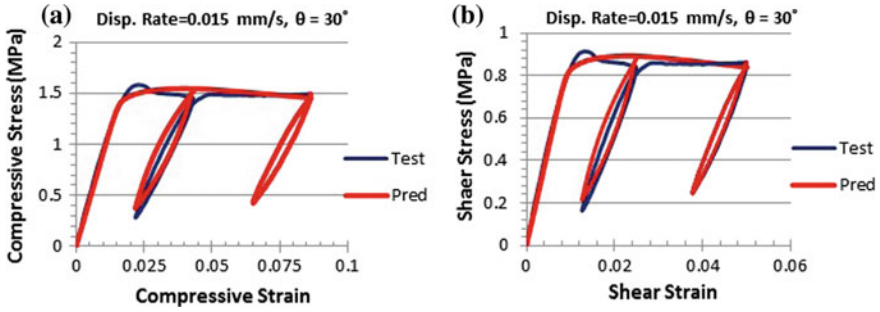 (a) Disp. Rate=0.015 mm/s, θ = 30°
Compressive Stress (MPa)
2
1.5
1
0.5
0
0 0.025 0.05 0.075 0.1
Compressive Strain
Test
Pred
(b) Disp. Rate=0.015 mm/s, θ = 30°
Shaer Stress (MPa)
1
0.8
0.6
0.4
0.2
0
0 0.02 0.04 0.06
Shear Strain
Test
Pred